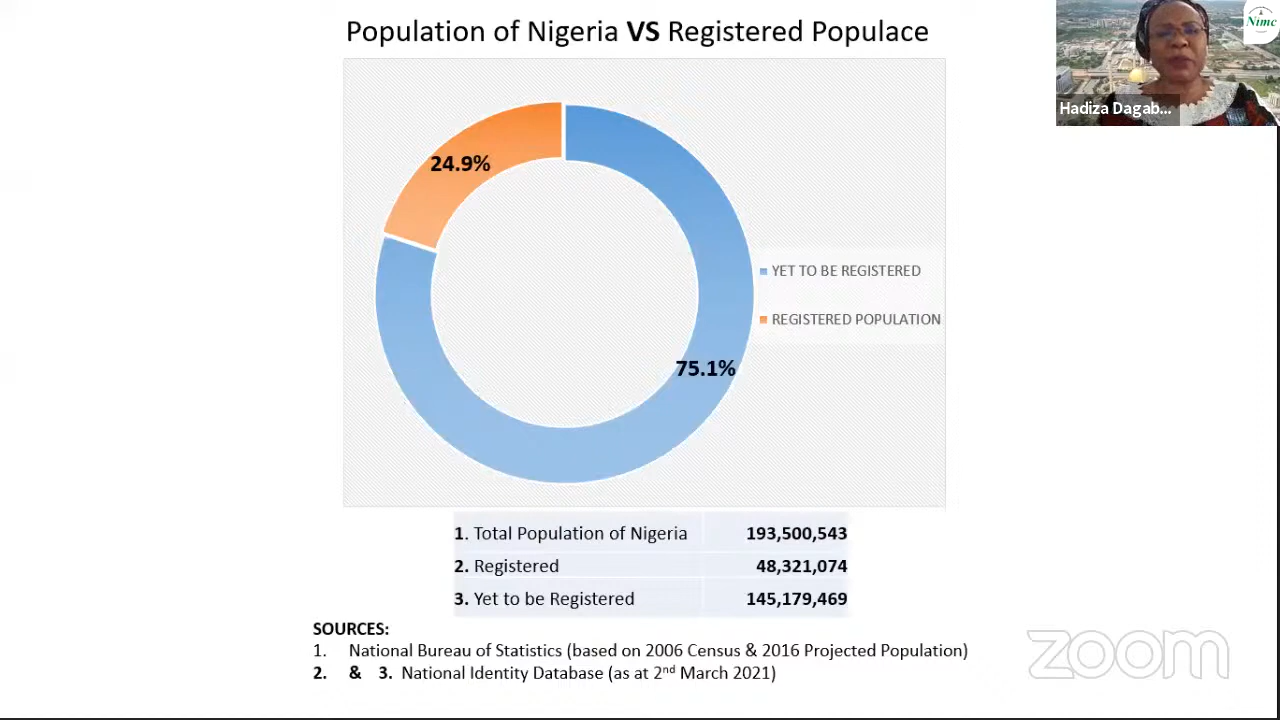 Population of Nigeria VS Registered Populace
Nimc
Hadiza Dagab...
24.9%
YET TO BE REGISTERED
REGISTERED POPULATION
75.1%
1. Total Population of Nigeria 193,500,543
2. Registered 48,321,074
3. Yet to be Registered 145,179,469
SOURCES:
1. National Bureau of Statistics (based on 2006 Census & 2016 Projected Population)
2. & 3. National Identity Database (as at 2nd March 2021)
zoom